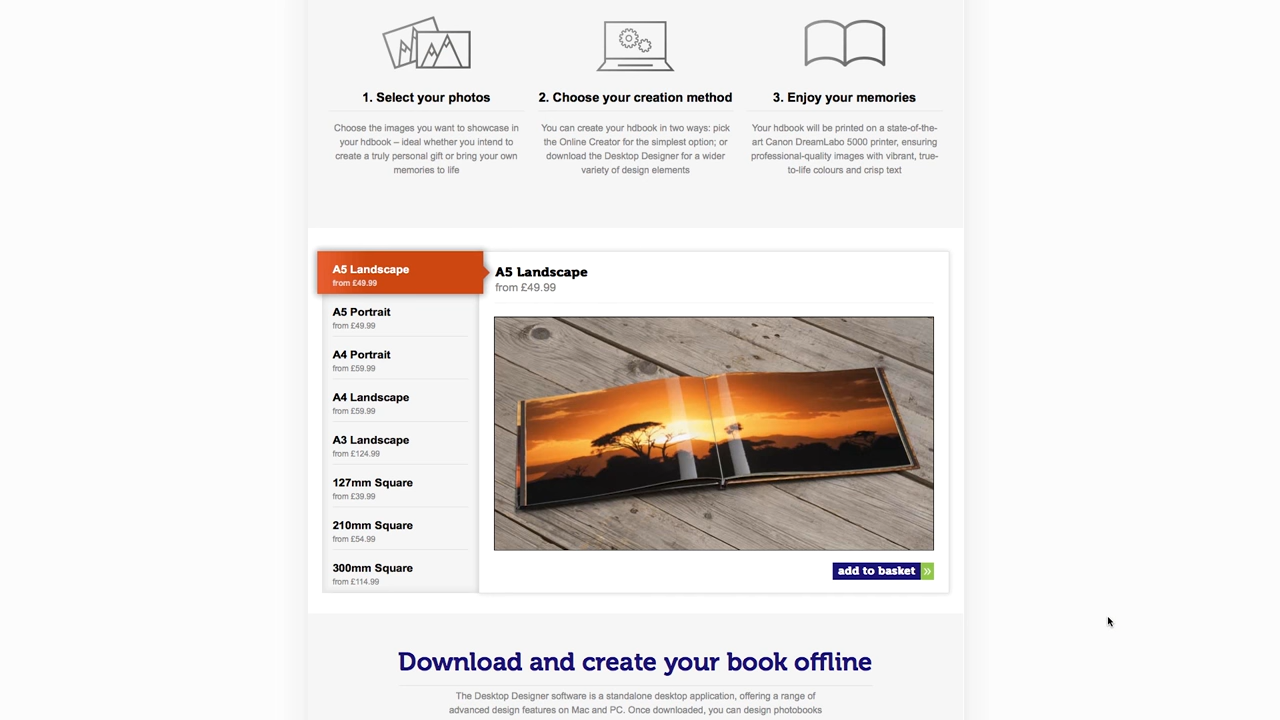 1. Select your photos
Choose the images you want to showcase in
your hdbook – ideal whether you intend to
create a truly personal gift or bring your own
memories to life
2. Choose your creation method
You can create your hdbook in two ways: pick
the Online Creator for the simplest option; or
download the Desktop Designer for a wider
variety of design elements
3. Enjoy your memories
Your hdbook will be printed on a state-of-the-
art Canon DreamLabo 5000 printer, ensuring
professional-quality images with vibrant, true-
to-life colours and crisp text
A5 Landscape
from £49.99
A5 Portrait
from £49.99
A4 Portrait
from £59.99
A4 Landscape
from £59.99
A3 Landscape
from £124.99
127mm Square
from £39.99
210mm Square
from £54.99
300mm Square
from £114.99
A5 Landscape
from £49.99
add to basket »
Download and create your book offline
The Desktop Designer software is a standalone desktop application, offering a range of
advanced design features on Mac and PC. Once downloaded, you can design photobooks